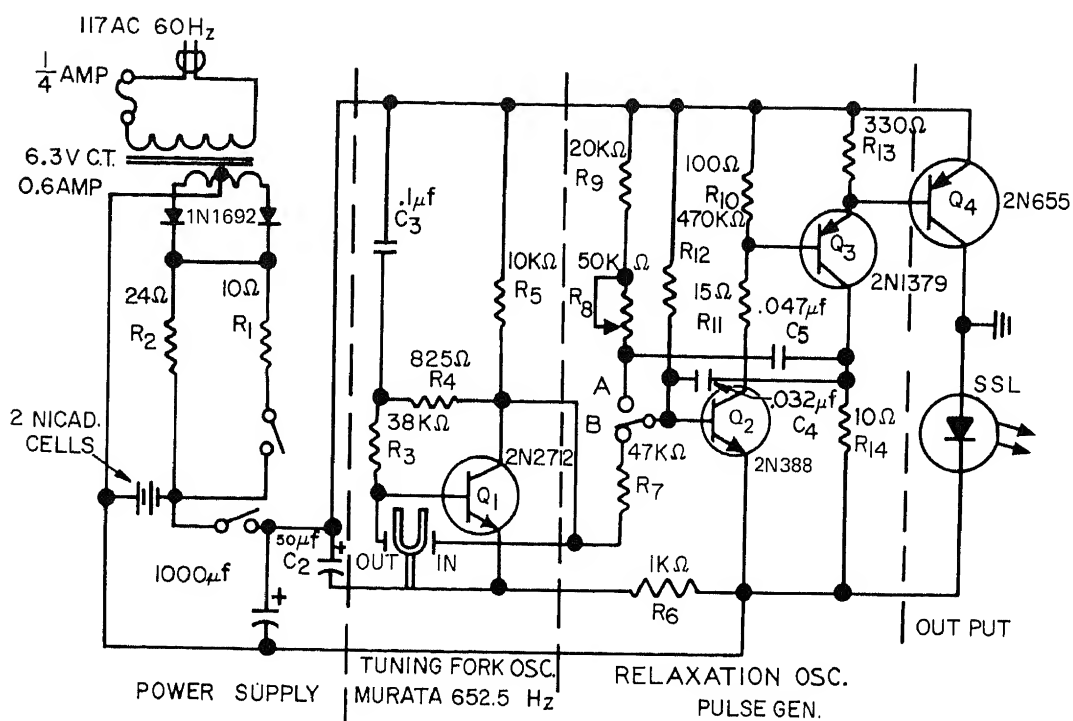 117AC 60Hz
1/4 AMP
6.3V C.T.
0.6AMP
1N1692
24Ω
R2
10Ω
R1
2 NICAD.
CELLS
1000µf
+
50µf
C2
+
POWER SUPPLY
.1µf
C3
10KΩ
R5
825Ω
R4
38KΩ
R3
2N2712
Q1
OUT
IN
TUNING FORK OSC.
MURATA 652.5 Hz
20KΩ
R9
50KΩ
R8
A
B
47KΩ
R7
1KΩ
R6
100Ω
R10
470KΩ
R12
15Ω
R11
.047µf
C5
.032µf
C4
Q2
2N388
330Ω
R13
Q3
2N1379
10Ω
R14
RELAXATION OSC.
PULSE GEN.
Q4
2N655
SSL
OUT PUT